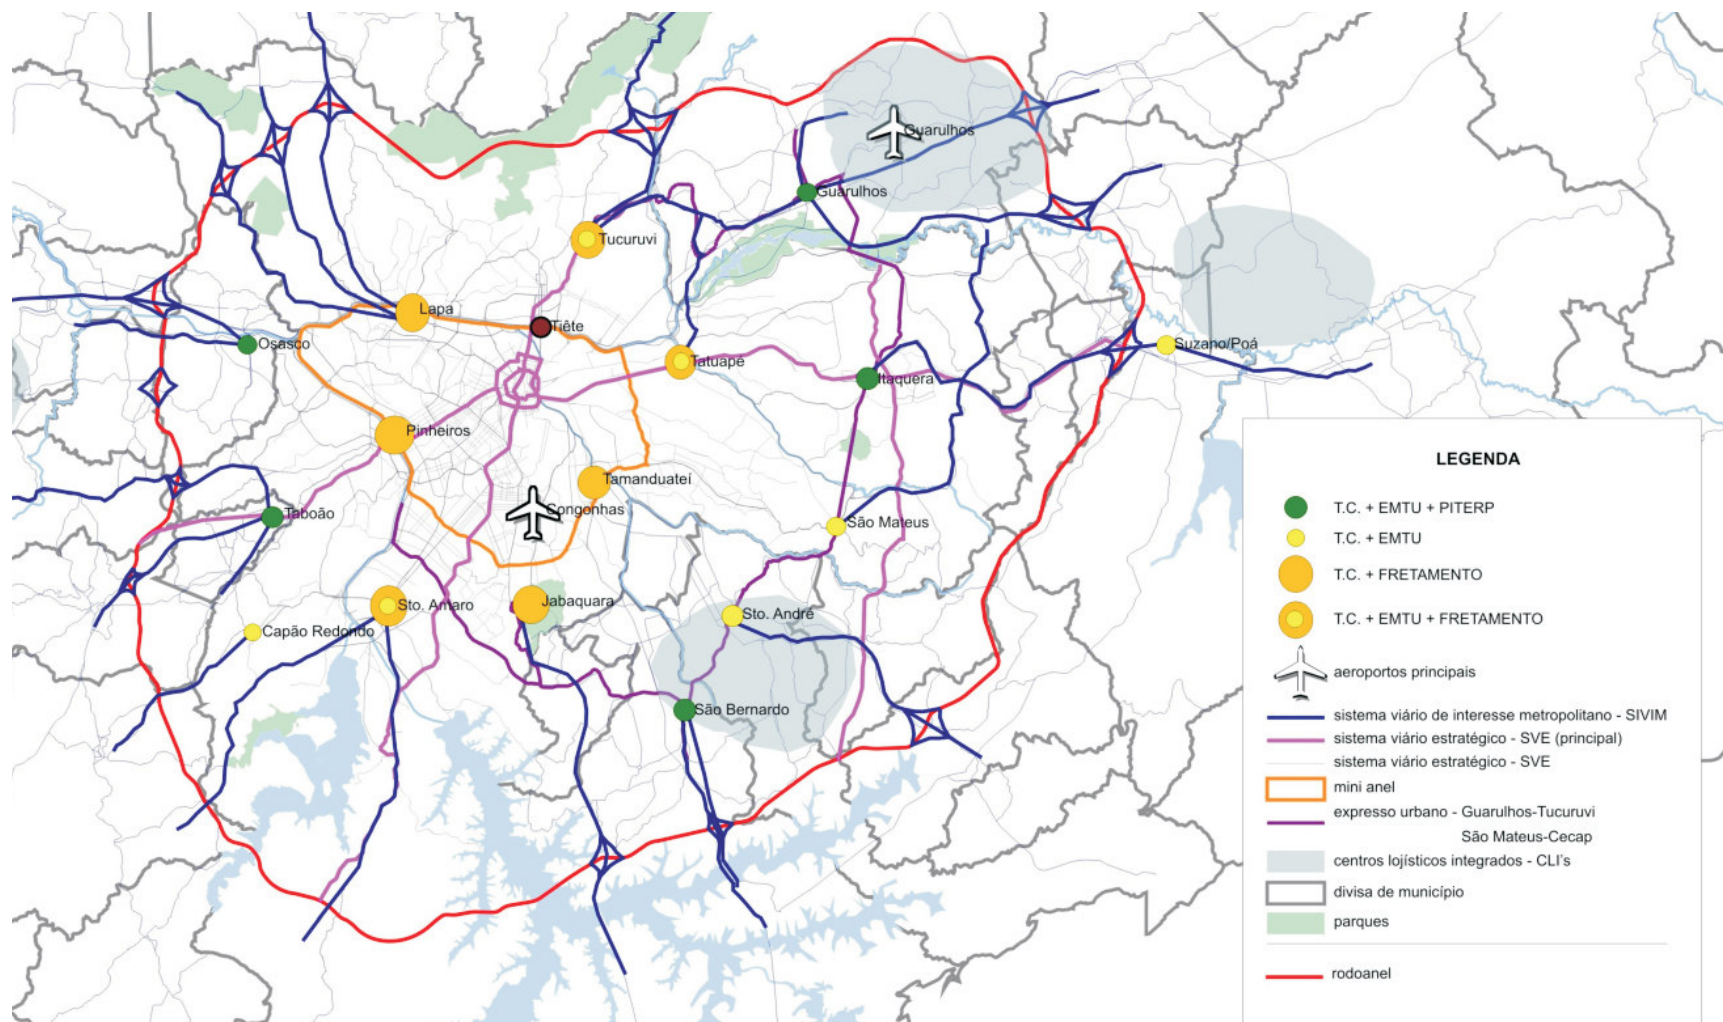 Guarulhos
Guarulhos
Tucuruvi
Lapa
Tiête
Osasco
Tatuapé
Suzano/Poá
Itaquera
Pinheiros
Tamanduateí
Congonhas
Taboão
São Mateus
Sto. Amaro
Jabaquara
Sto. André
Capão Redondo
São Bernardo
LEGENDA
T.C. + EMTU + PITERP
T.C. + EMTU
T.C. + FRETAMENTO
T.C. + EMTU + FRETAMENTO
aeroportos principais
sistema viário de interesse metropolitano - SIVIM
sistema viário estratégico - SVE (principal)
sistema viário estratégico - SVE
mini anel
expresso urbano - Guarulhos-Tucuruvi
São Mateus-Cecap
centros lojísticos integrados - CLI's
divisa de município
parques
rodoanel